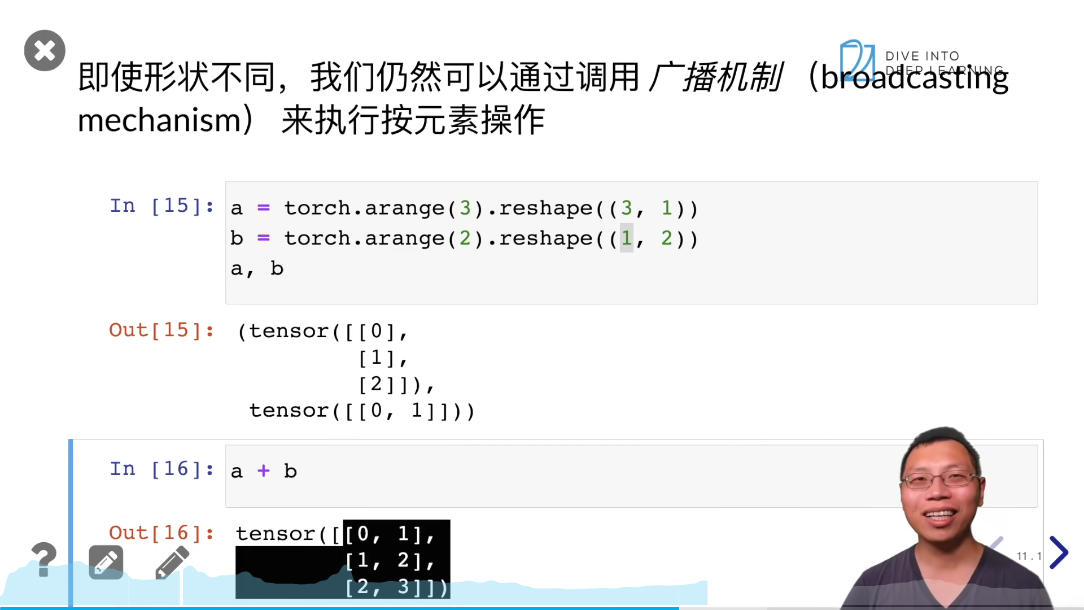 DIVE INTO
DEEP LEARNING
即使形状不同，我们仍然可以通过调用 广播机制 （broadcasting
mechanism） 来执行按元素操作
In [15]: a = torch.arange(3).reshape((3, 1))
b = torch.arange(2).reshape((1, 2))
a, b
Out[15]: (tensor([[0],
[1],
[2]]),
tensor([[0, 1]]))
In [16]: a + b
Out[16]: tensor([[0, 1],
[1, 2],
[2, 3]])
?
11.1